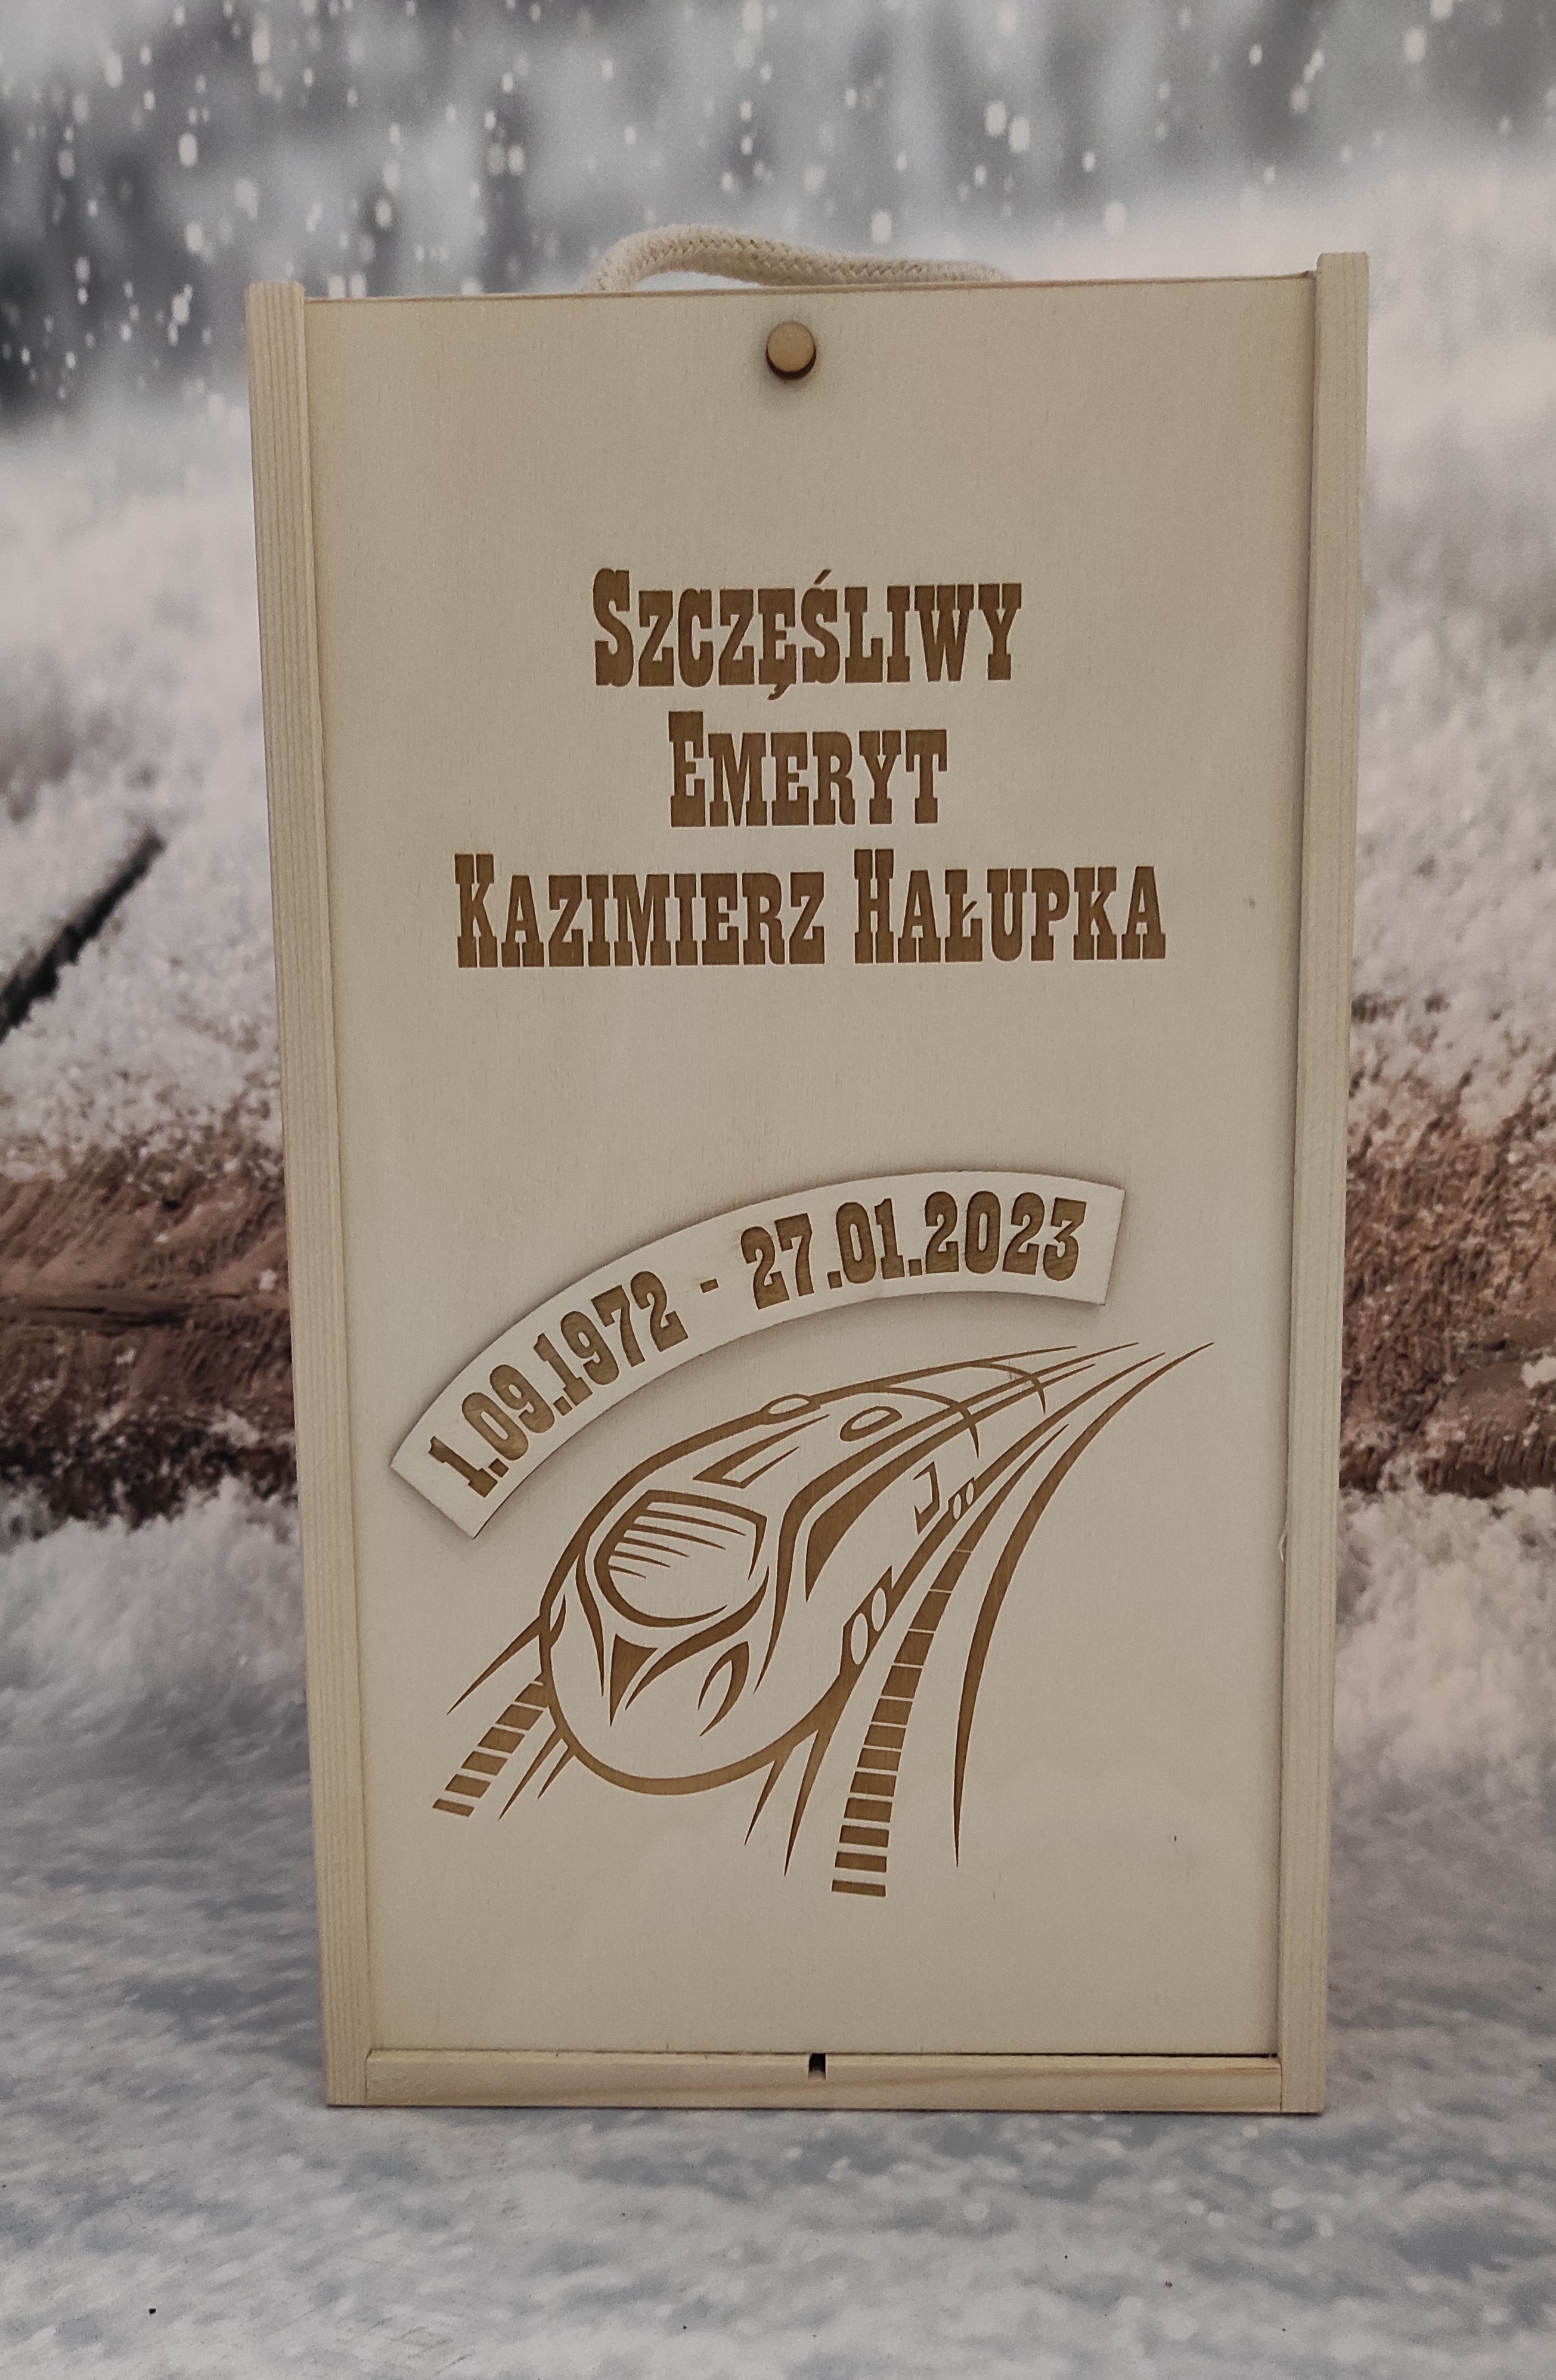 Szczęśliwy
Emeryt
Kazimierz Hałupka
1.09.1972 - 27.01.2023